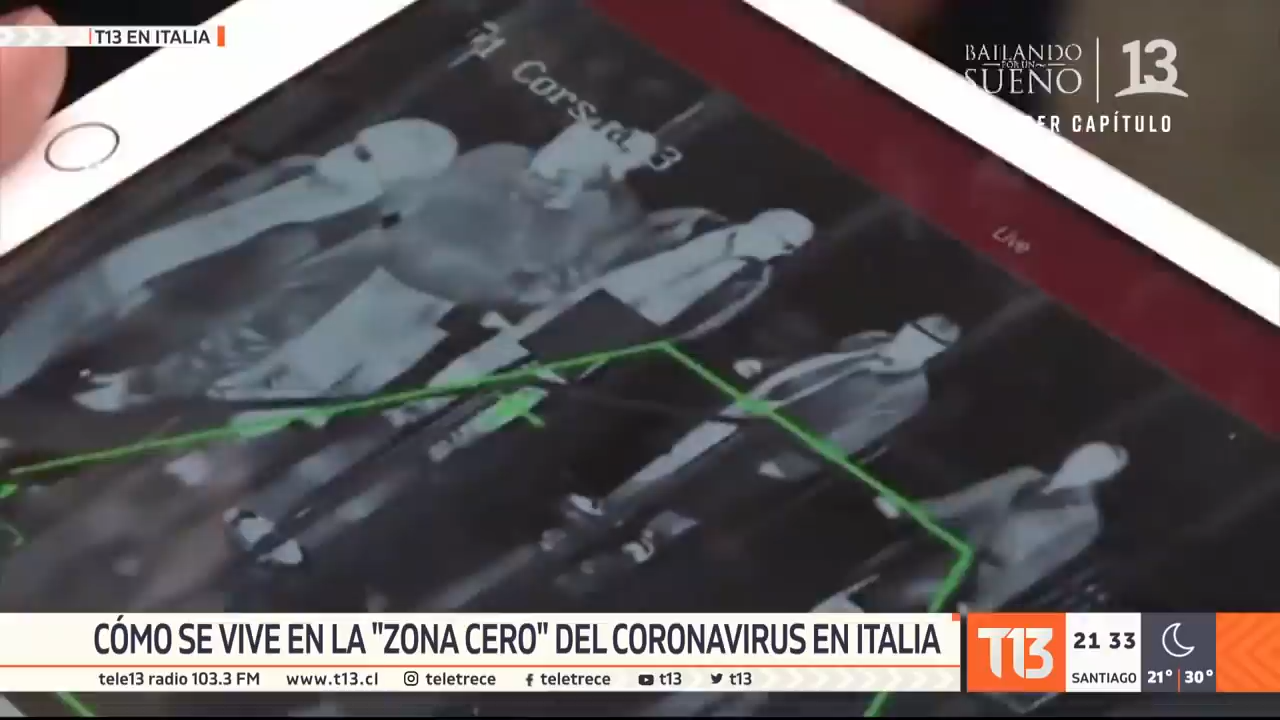 T13 EN ITALIA
BAILANDO
POR UN
SUEÑO
13
CAPÍTULO
Live
CÓMO SE VIVE EN LA "ZONA CERO" DEL CORONAVIRUS EN ITALIA
tele13 radio 103.3 FM www.t13.cl teletrece teletrece t13 t13
T13
21 33
SANTIAGO
21° 30°